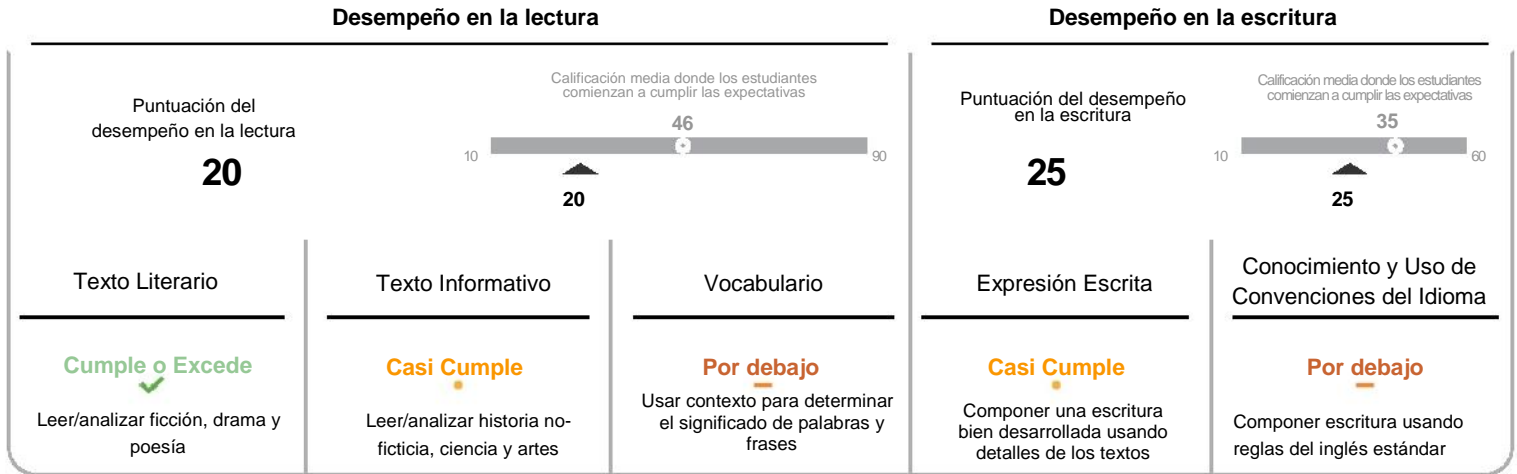 Desempeño en la lectura
Desempeño en la escritura
Puntuación del
desempeño en la lectura
20
Calificación media donde los estudiantes
comienzan a cumplir las expectativas
46
10
90
20
Puntuación del desempeño
en la escritura
25
Calificación media donde los estudiantes
comienzan a cumplir las expectativas
35
10
60
25
Texto Literario
Cumple o Excede
Leer/analizar ficción, drama y
poesía
Texto Informativo
Casi Cumple
Leer/analizar historia no-
ficticia, ciencia y artes
Vocabulario
Por debajo
Usar contexto para determinar
el significado de palabras y
frases
Expresión Escrita
Casi Cumple
Componer una escritura
bien desarrollada usando
detalles de los textos
Conocimiento y Uso de
Convenciones del Idioma
Por debajo
Componer escritura usando
reglas del inglés estándar